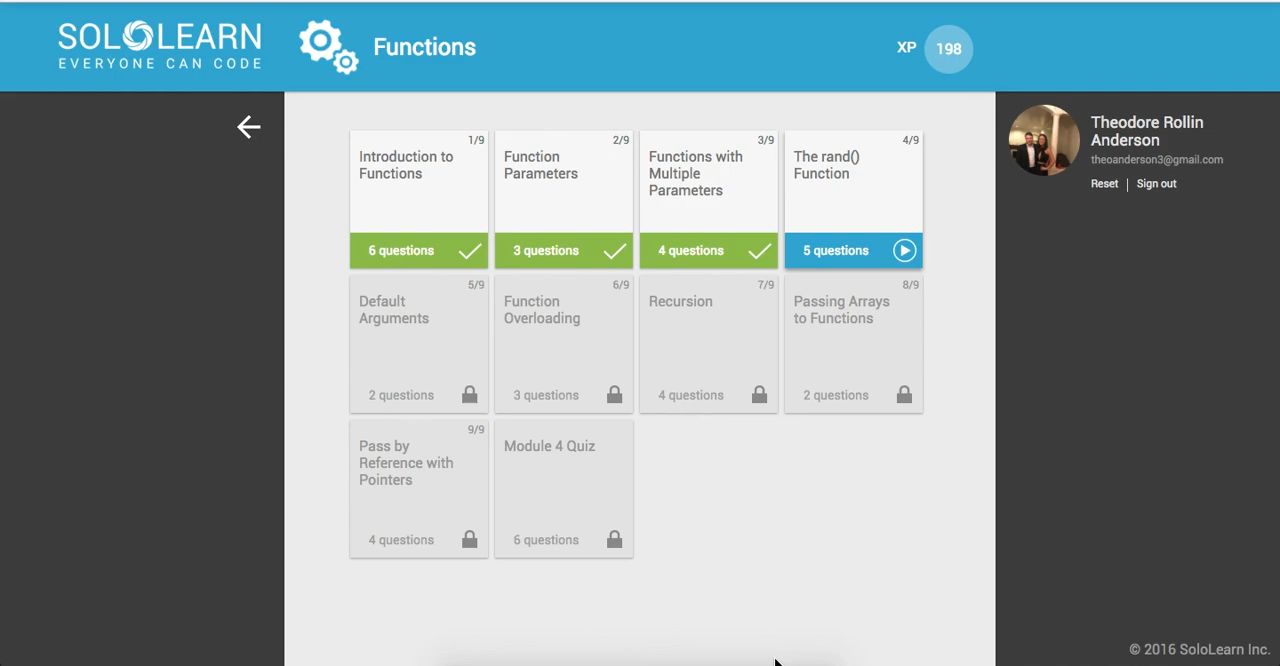 SOLOLEARN
EVERYONE CAN CODE
Functions
XP 198
Theodore Rollin
Anderson
theoanderson3@gmail.com
Reset | Sign out
1/9
Introduction to
Functions
6 questions
2/9
Function
Parameters
3 questions
3/9
Functions with
Multiple
Parameters
4 questions
4/9
The rand()
Function
5 questions
5/9
Default
Arguments
2 questions
6/9
Function
Overloading
3 questions
7/9
Recursion
4 questions
8/9
Passing Arrays
to Functions
2 questions
9/9
Pass by
Reference with
Pointers
4 questions
Module 4 Quiz
6 questions
© 2016 SoloLearn Inc.